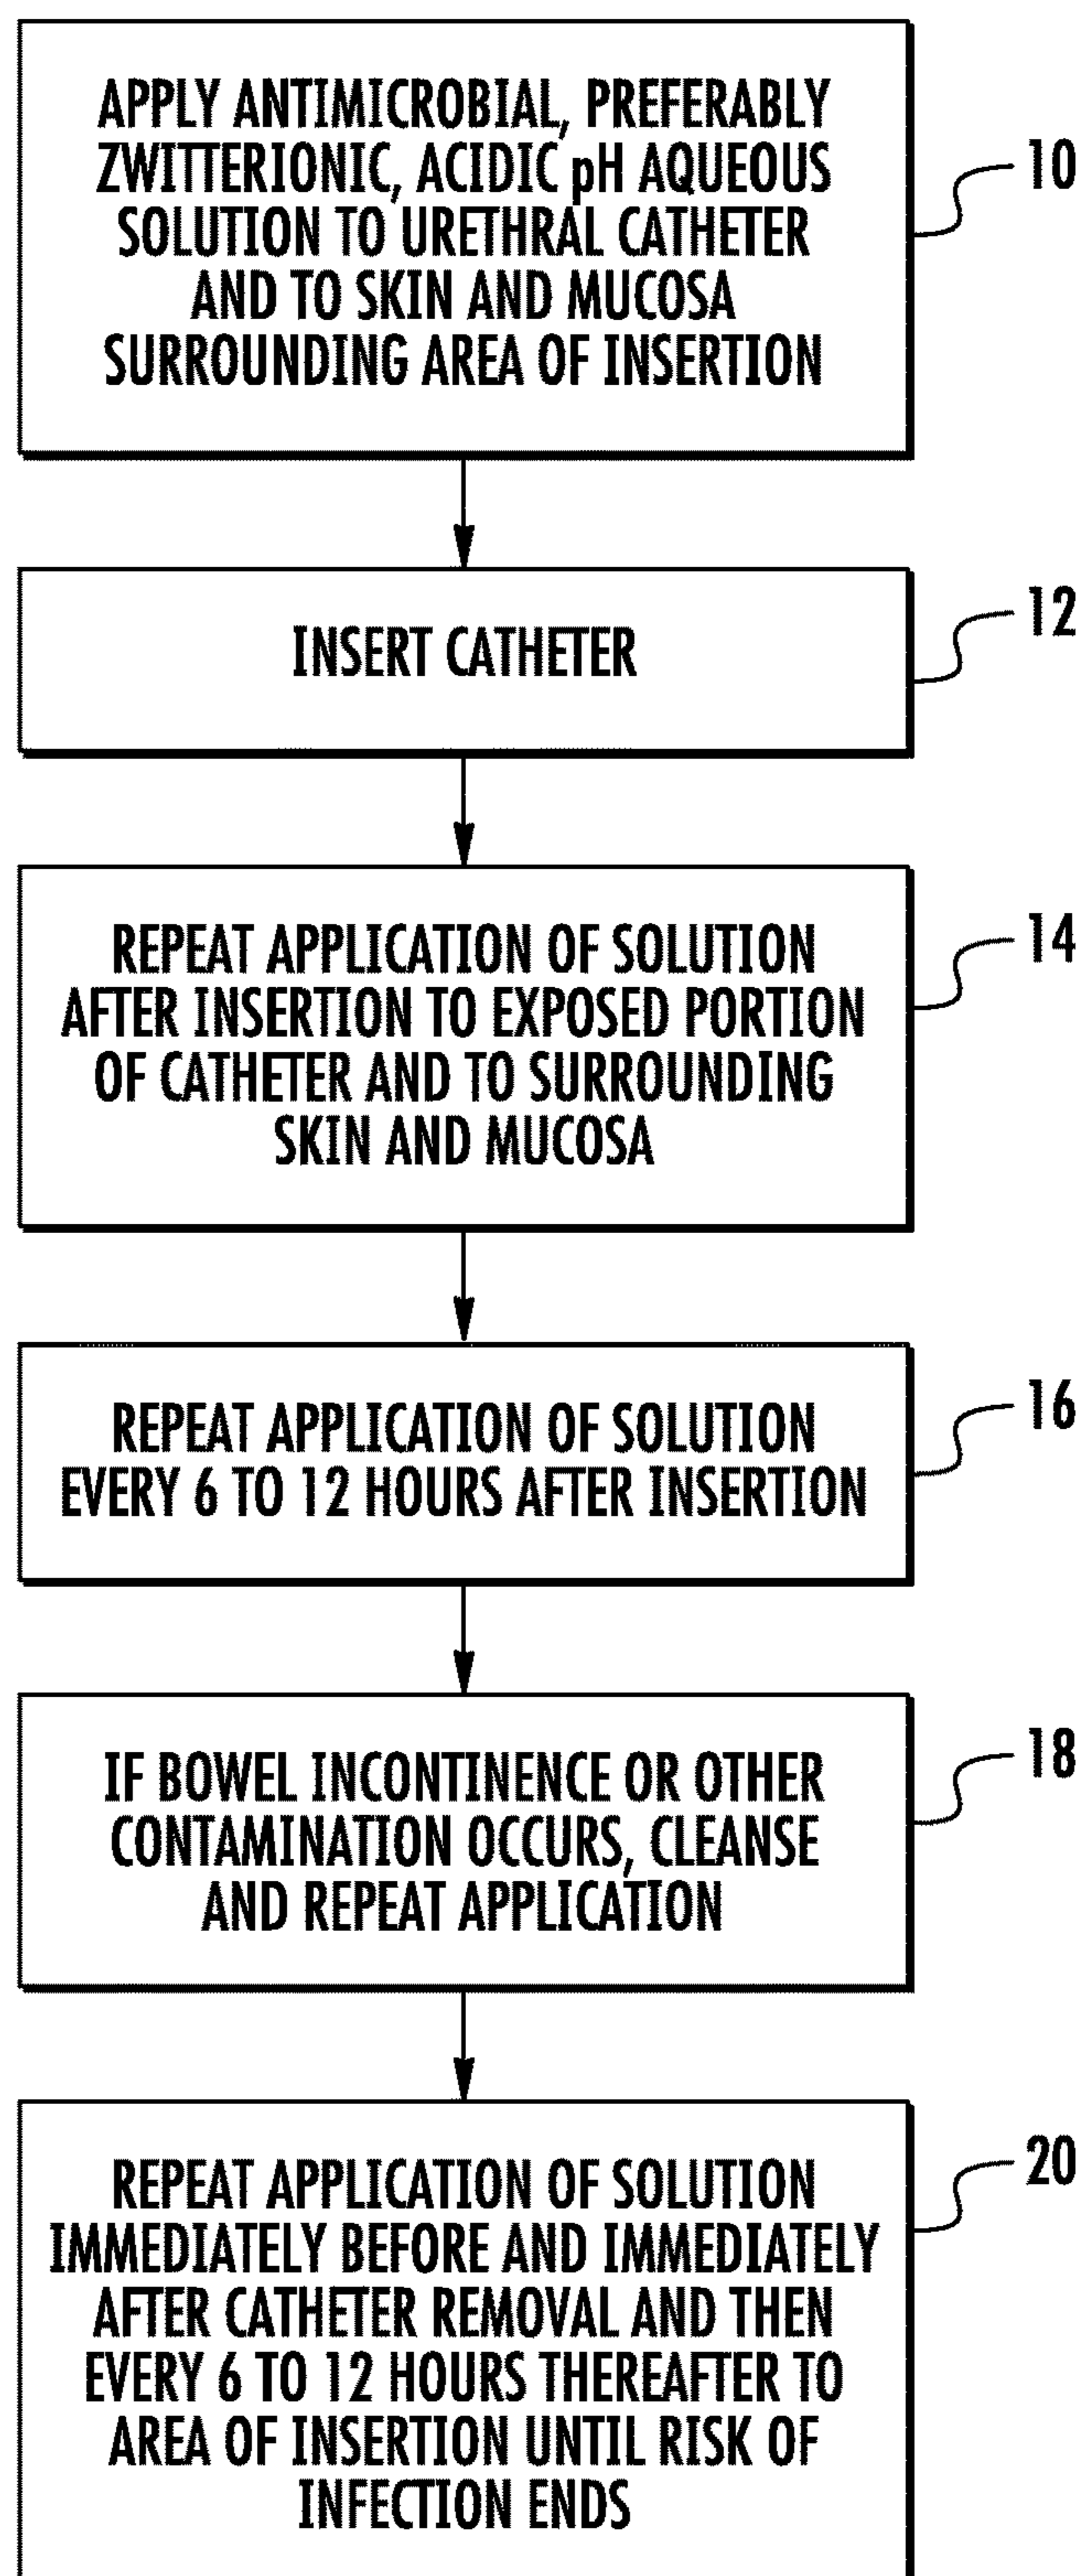 APPLY ANTIMICROBIAL, PREFERABLY
ZWITTERIONIC, ACIDIC pH AQUEOUS
SOLUTION TO URETHRAL CATHETER
AND TO SKIN AND MUCOSA
SURROUNDING AREA OF INSERTION
10
INSERT CATHETER
12
REPEAT APPLICATION OF SOLUTION
AFTER INSERTION TO EXPOSED PORTION
OF CATHETER AND TO SURROUNDING
SKIN AND MUCOSA
14
REPEAT APPLICATION OF SOLUTION
EVERY 6 TO 12 HOURS AFTER INSERTION
16
IF BOWEL INCONTINENCE OR OTHER
CONTAMINATION OCCURS, CLEANSE
AND REPEAT APPLICATION
18
REPEAT APPLICATION OF SOLUTION
IMMEDIATELY BEFORE AND IMMEDIATELY
AFTER CATHETER REMOVAL AND THEN
EVERY 6 TO 12 HOURS THEREAFTER TO
AREA OF INSERTION UNTIL RISK OF
INFECTION ENDS
20